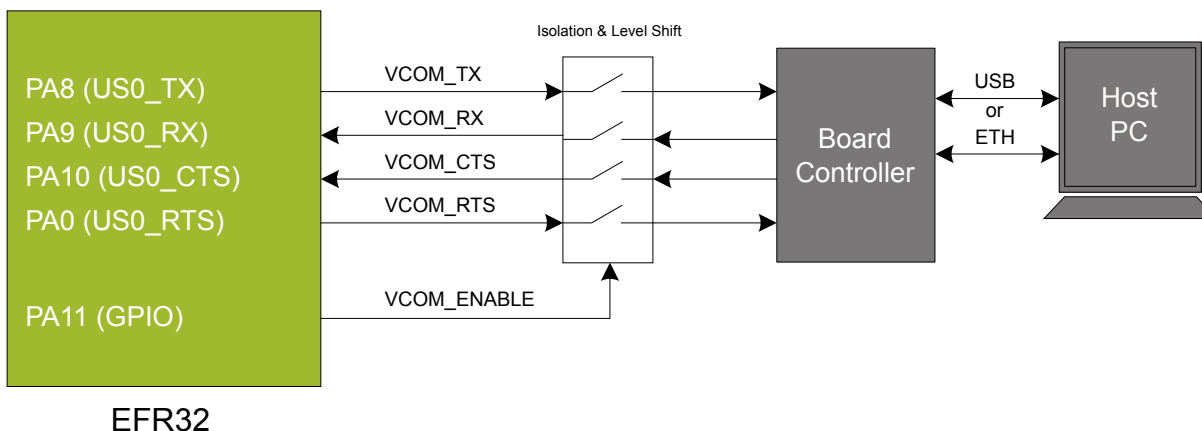 Isolation & Level Shift
PA8 (US0_TX)
PA9 (US0_RX)
PA10 (US0_CTS)
PA0 (US0_RTS)
PA11 (GPIO)
VCOM_TX
VCOM_RX
VCOM_CTS
VCOM_RTS
VCOM_ENABLE
Board
Controller
USB
or
ETH
Host
PC
EFR32